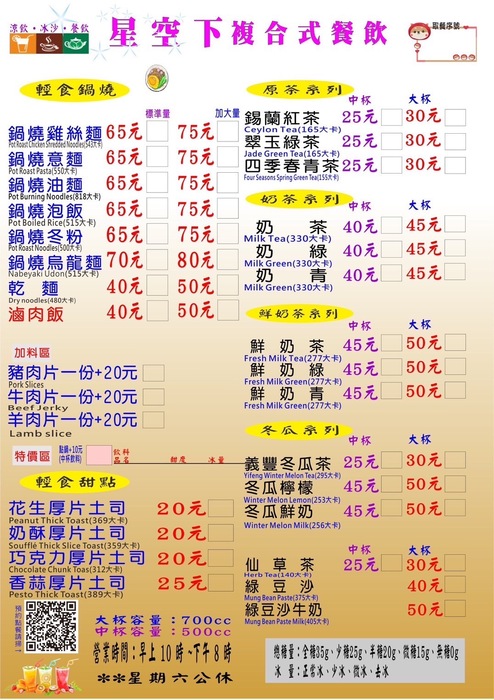 涼飲·冰沙·餐飲
星空下複合式餐飲
取餐序號
輕食鍋燒
標準量 加大量
鍋燒雞絲麵 65元 75元
Pot Roast Chicken Shredded Noodles(543大卡)
鍋燒意麵 65元 75元
Pot Roast Pasta(550大卡)
鍋燒油麵 65元 75元
Pot Burning Noodles(818大卡)
鍋燒泡飯 65元 75元
Pot Boiled Rice(515大卡)
鍋燒冬粉 65元 75元
Pot Roast Noodles(500大卡)
鍋燒烏龍麵 70元 80元
Nabeyaki Udon(515大卡)
乾麵 40元 50元
Dry noodles(480大卡)
滷肉飯 40元 50元
加料區
豬肉片一份+20元
Pork Slices
牛肉片一份+20元
Beef Jerky
羊肉片一份+20元
Lamb slice
特價區 點鍋+10元 飲料
(中杯飲料) 品名 甜度 冰量
輕食甜點
花生厚片土司 20元
Peanut Thick Toast(369大卡)
奶酥厚片土司 20元
Soufflé Thick Slice Toast(359大卡)
巧克力厚片土司 20元
Chocolate Chunk Toas(312大卡)
香蒜厚片土司 25元
Pesto Thick Toast(389大卡)
預約點餐請掃
大杯容量：700cc
中杯容量：500cc
營業時間：早上10時~下午8時
**星期六公休
原茶系列
中杯 大杯
錫蘭紅茶 25元 30元
Ceylon Tea(165大卡)
翠玉綠茶 25元 30元
Jade Green Tea(165大卡)
四季春青茶 25元 30元
Four Seasons Spring Green Tea(155大卡)
奶茶系列
中杯 大杯
奶茶 40元 45元
Milk Tea(330大卡)
奶綠 40元 45元
Milk Green(330大卡)
奶青 40元 45元
Milk Green(330大卡)
鮮奶茶系列
中杯 大杯
鮮奶茶 45元 50元
Fresh Milk Tea(277大卡)
鮮奶綠 45元 50元
Fresh Milk Green(277大卡)
鮮奶青 45元 50元
Fresh Milk Green(277大卡)
冬瓜系列
中杯 大杯
義豐冬瓜茶 25元 30元
Yifeng Winter Melon Tea(295大卡)
冬瓜檸檬 45元 50元
Winter Melon Lemon(253大卡)
冬瓜鮮奶 45元 50元
Winter Melon Milk(256大卡)
中杯 大杯
仙草茶 25元 30元
Herb Tea(140大卡)
綠豆沙 40元
Mung Bean Paste(375大卡)
綠豆沙牛奶 50元
Mung Bean Paste Milk(405大卡)
總糖量：全糖35g、少糖25g、半糖20g、微糖15g、無糖0g
冰 量：正常冰、少冰、微冰、去冰